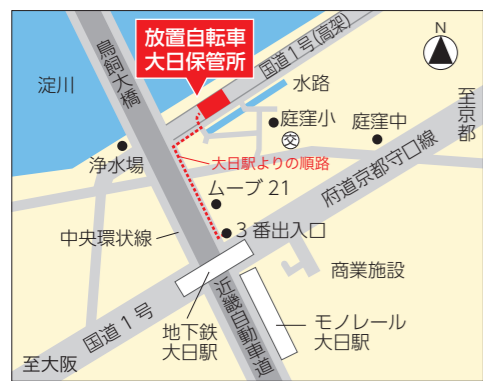 放置自転車
大日保管所
鳥飼大橋
国道1号(高架)
N
淀川
水路
至京都
庭窪小
庭窪中
交
浄水場
大日駅よりの順路
府道京都守口線
ムーブ21
3番出入口
中央環状線
商業施設
国道1号
地下鉄
大日駅
近畿自動車道
モノレール
大日駅
至大阪